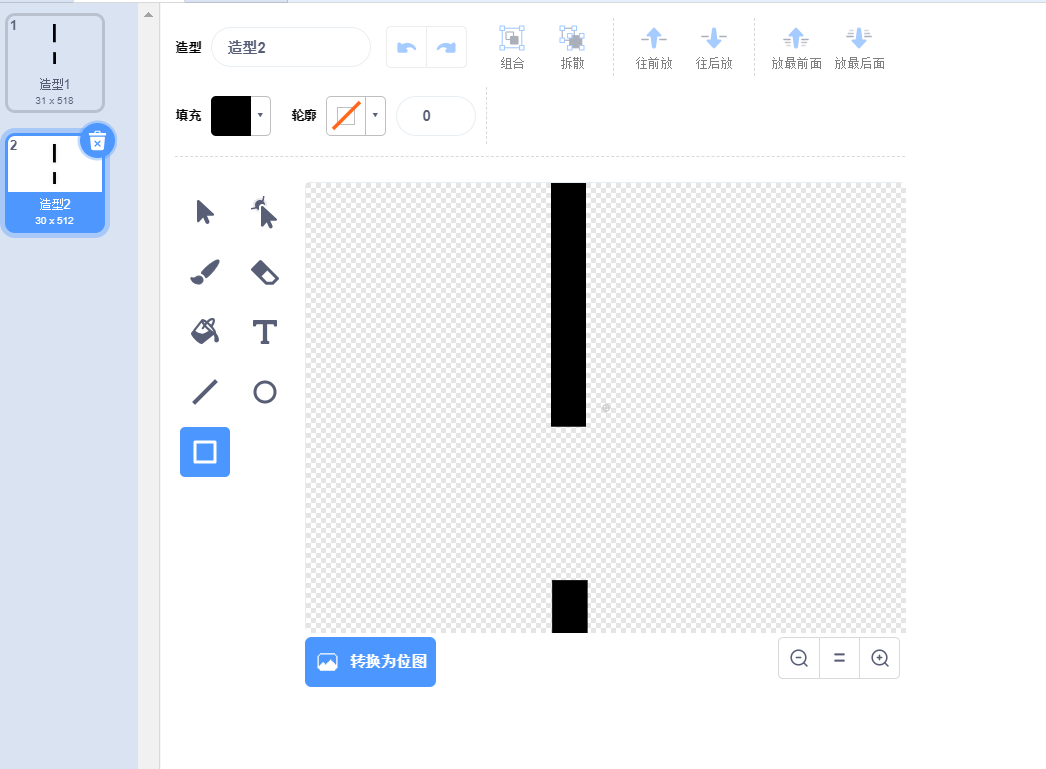 1
造型1
31 x 518
2
造型2
30 x 512
造型
造型2
组合
拆散
往前放
往后放
放最前面
放最后面
填充
轮廓
0
T
转换为位图